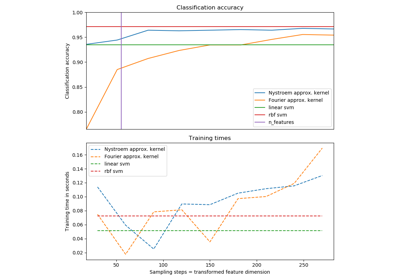 Classification accuracy
1.00
0.95
0.90
0.85
0.80
Classification accuracy
Nystroem approx. kernel
Fourier approx. kernel
linear svm
rbf svm
n_features
Training times
0.16
0.14
0.12
0.10
0.08
0.06
0.04
0.02
Training time in seconds
Nystroem approx. kernel
Fourier approx. kernel
linear svm
rbf svm
50
100
150
200
250
Sampling steps = transformed feature dimension